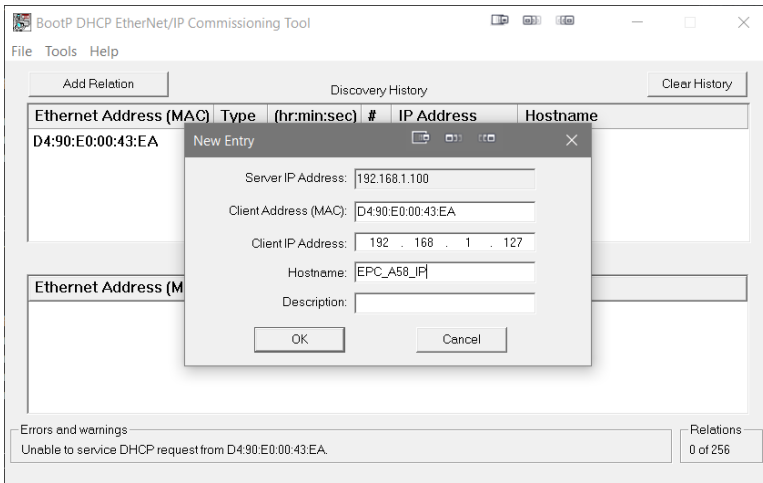 BootP DHCP EtherNet/IP Commissioning Tool
File Tools Help
Add Relation
Discovery History
Clear History
Ethernet Address (MAC) Type (hr:min:sec) # IP Address Hostname
D4:90:E0:00:43:EA
New Entry
Server IP Address: 192.168.1.100
Client Address (MAC): D4:90:E0:00:43:EA
Client IP Address: 192 . 168 . 1 . 127
Hostname: EPC_A58_IP
Description:
OK Cancel
Ethernet Address (M
Errors and warnings
Unable to service DHCP request from D4:90:E0:00:43:EA.
Relations
0 of 256